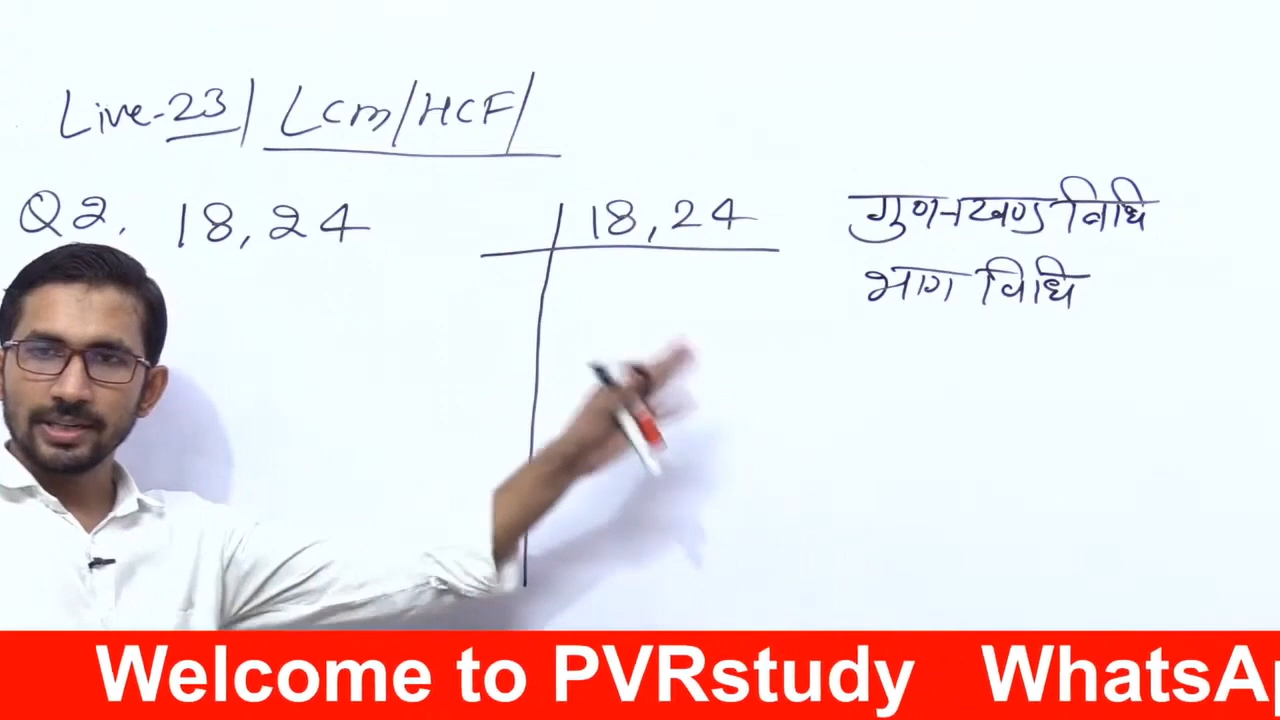 Live-23/ LCM/HCF/
Q2. 18, 24
18, 24
गुणनखण्ड विधि
भाग विधि
Welcome to PVRstudy